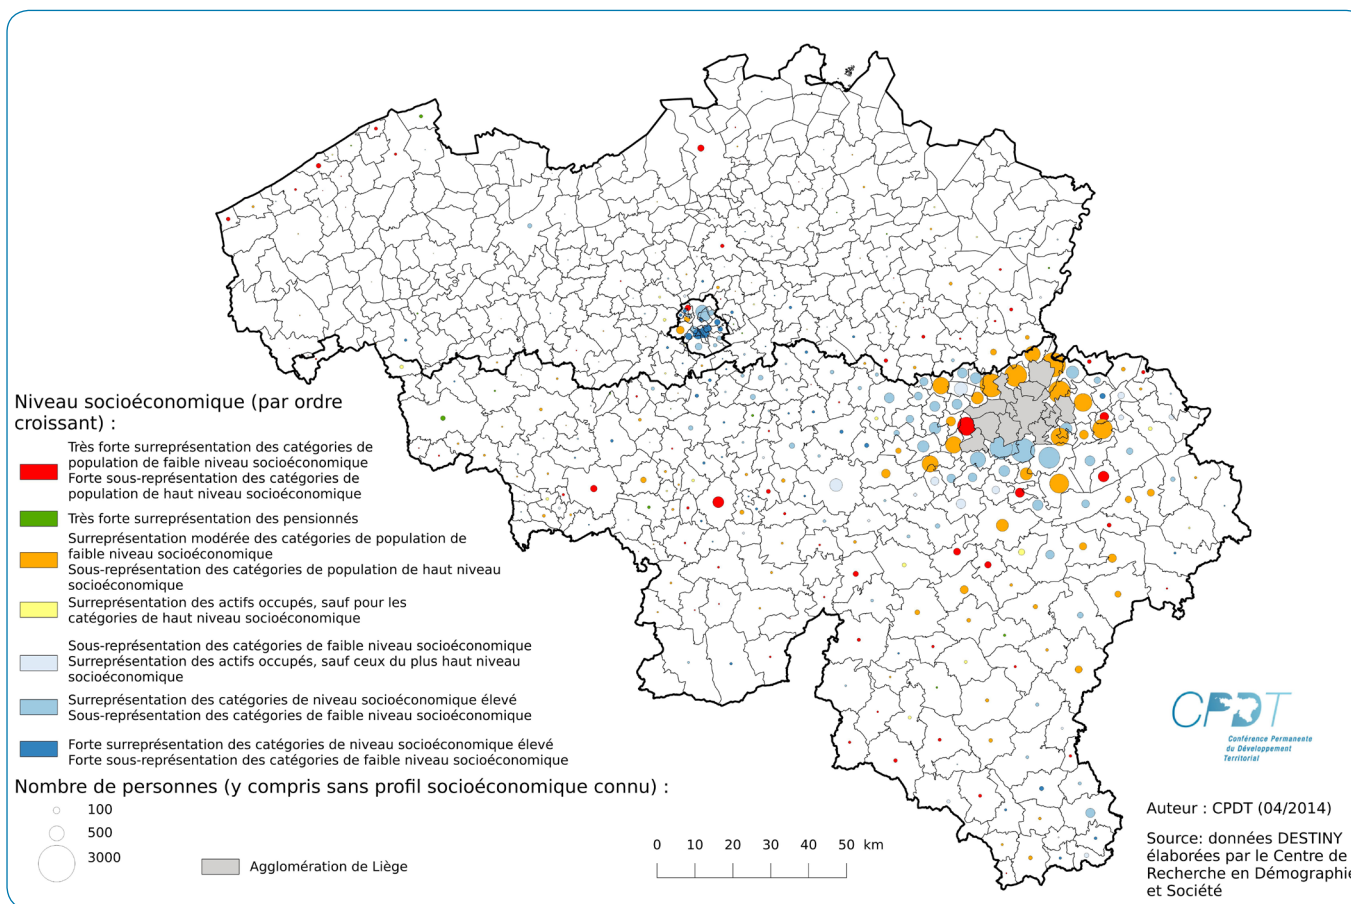 Niveau socioéconomique (par ordre
croissant) :
Très forte surreprésentation des catégories de
population de faible niveau socioéconomique
Forte sous-représentation des catégories de
population de haut niveau socioéconomique
Très forte surreprésentation des pensionnés
Surreprésentation modérée des catégories de population de
faible niveau socioéconomique
Sous-représentation des catégories de population de haut niveau
socioéconomique
Surreprésentation des actifs occupés, sauf pour les
catégories de haut niveau socioéconomique
Sous-représentation des catégories de faible niveau socioéconomique
Surreprésentation des actifs occupés, sauf ceux du plus haut niveau
socioéconomique
Surreprésentation des catégories de niveau socioéconomique élevé
Sous-représentation des catégories de faible niveau socioéconomique
Forte surreprésentation des catégories de niveau socioéconomique élevé
Forte sous-représentation des catégories de faible niveau socioéconomique
Nombre de personnes (y compris sans profil socioéconomique connu) :
100
500
3000
Agglomération de Liège
0 10 20 30 40 50 km
CPDT
Conférence Permanente
du Développement
Territorial
Auteur : CPDT (04/2014)
Source: données DESTINY
élaborées par le Centre de
Recherche en Démographie
et Société